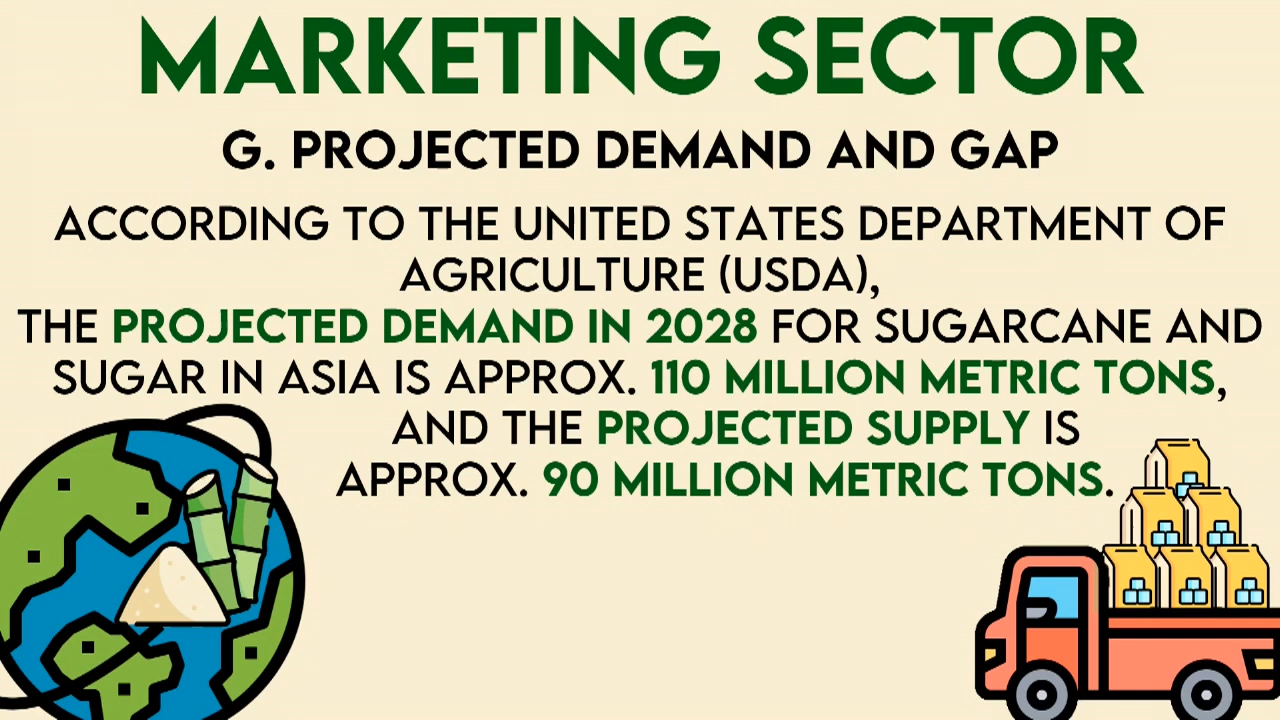 MARKETING SECTOR
G. PROJECTED DEMAND AND GAP
ACCORDING TO THE UNITED STATES DEPARTMENT OF
AGRICULTURE (USDA),
THE PROJECTED DEMAND IN 2028 FOR SUGARCANE AND
SUGAR IN ASIA IS APPROX. 110 MILLION METRIC TONS,
AND THE PROJECTED SUPPLY IS
APPROX. 90 MILLION METRIC TONS.